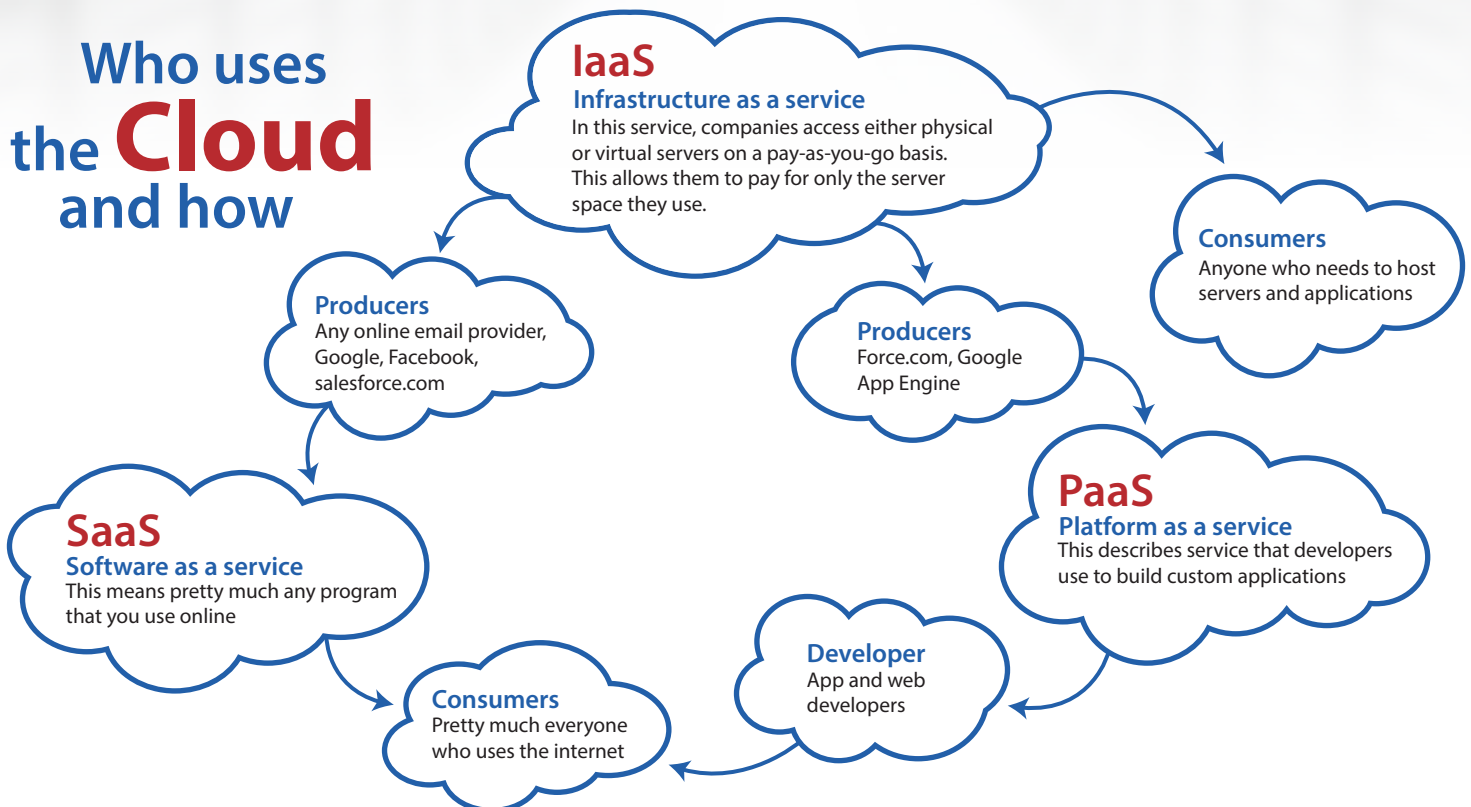 Who uses
the Cloud
and how
IaaS
Infrastructure as a service
In this service, companies access either physical
or virtual servers on a pay-as-you-go basis.
This allows them to pay for only the server
space they use.
Consumers
Anyone who needs to host
servers and applications
Producers
Any online email provider,
Google, Facebook,
salesforce.com
Producers
Force.com, Google
App Engine
SaaS
Software as a service
This means pretty much any program
that you use online
PaaS
Platform as a service
This describes service that developers
use to build custom applications
Developer
App and web
developers
Consumers
Pretty much everyone
who uses the internet